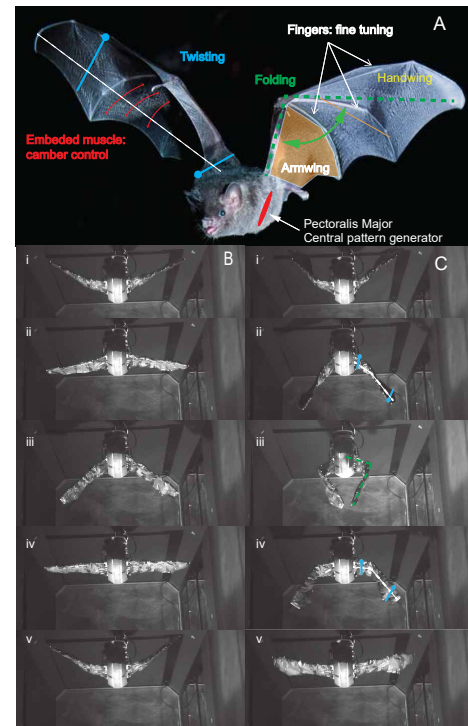 A
Fingers: fine tuning
Twisting
Handwing
Folding
Embeded muscle:
camber control
Armwing
Pectoralis Major
Central pattern generator
B
C
i
i
ii
ii
iii
iii
iv
iv
v
v